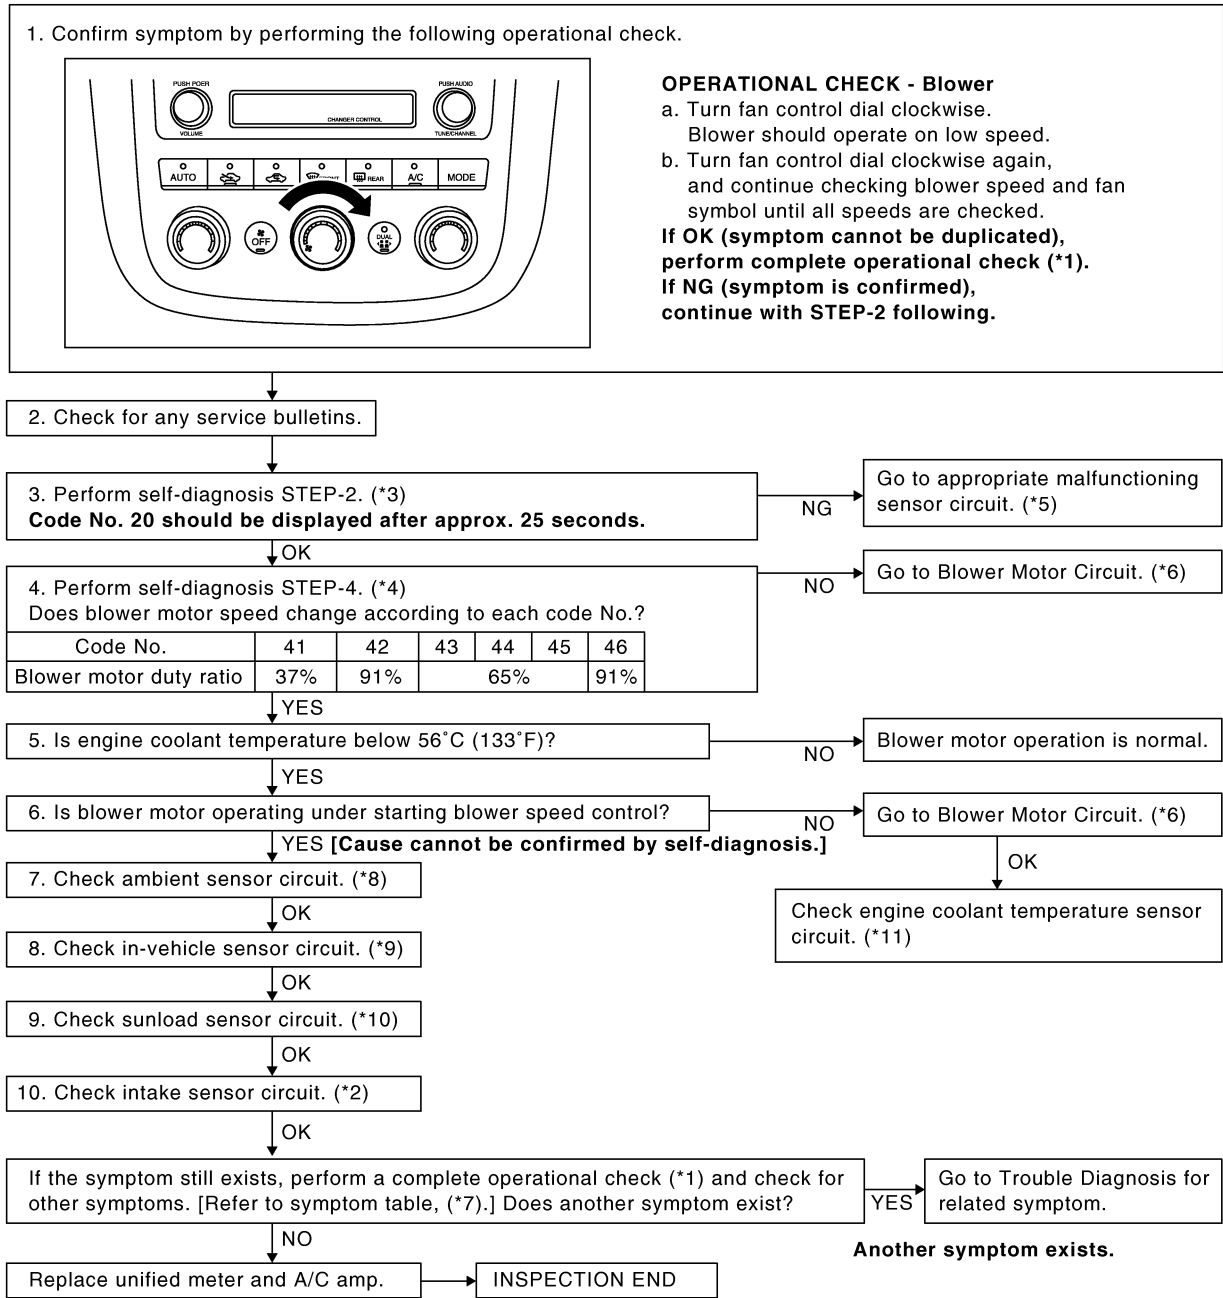 1. Confirm symptom by performing the following operational check.
PUSH POER
VOLUME
CHANGER CONTROL
PUSH AUDIO
TUNE/CHANNEL
AUTO
FRONT
REAR
A/C
MODE
OFF
DUAL
OPERATIONAL CHECK - Blower
a. Turn fan control dial clockwise.
Blower should operate on low speed.
b. Turn fan control dial clockwise again,
and continue checking blower speed and fan
symbol until all speeds are checked.
If OK (symptom cannot be duplicated),
perform complete operational check (*1).
If NG (symptom is confirmed),
continue with STEP-2 following.
2. Check for any service bulletins.
3. Perform self-diagnosis STEP-2. (*3)
Code No. 20 should be displayed after approx. 25 seconds.
NG
Go to appropriate malfunctioning
sensor circuit. (*5)
OK
4. Perform self-diagnosis STEP-4. (*4)
Does blower motor speed change according to each code No.?
Code No. 41 42 43 44 45 46
Blower motor duty ratio 37% 91% 65% 91%
NO
Go to Blower Motor Circuit. (*6)
YES
5. Is engine coolant temperature below 56˚C (133˚F)?
NO
Blower motor operation is normal.
YES
6. Is blower motor operating under starting blower speed control?
NO
Go to Blower Motor Circuit. (*6)
OK
Check engine coolant temperature sensor
circuit. (*11)
YES [Cause cannot be confirmed by self-diagnosis.]
7. Check ambient sensor circuit. (*8)
OK
8. Check in-vehicle sensor circuit. (*9)
OK
9. Check sunload sensor circuit. (*10)
OK
10. Check intake sensor circuit. (*2)
OK
If the symptom still exists, perform a complete operational check (*1) and check for
other symptoms. [Refer to symptom table, (*7).] Does another symptom exist?
YES
Go to Trouble Diagnosis for
related symptom.
Another symptom exists.
NO
Replace unified meter and A/C amp.
INSPECTION END